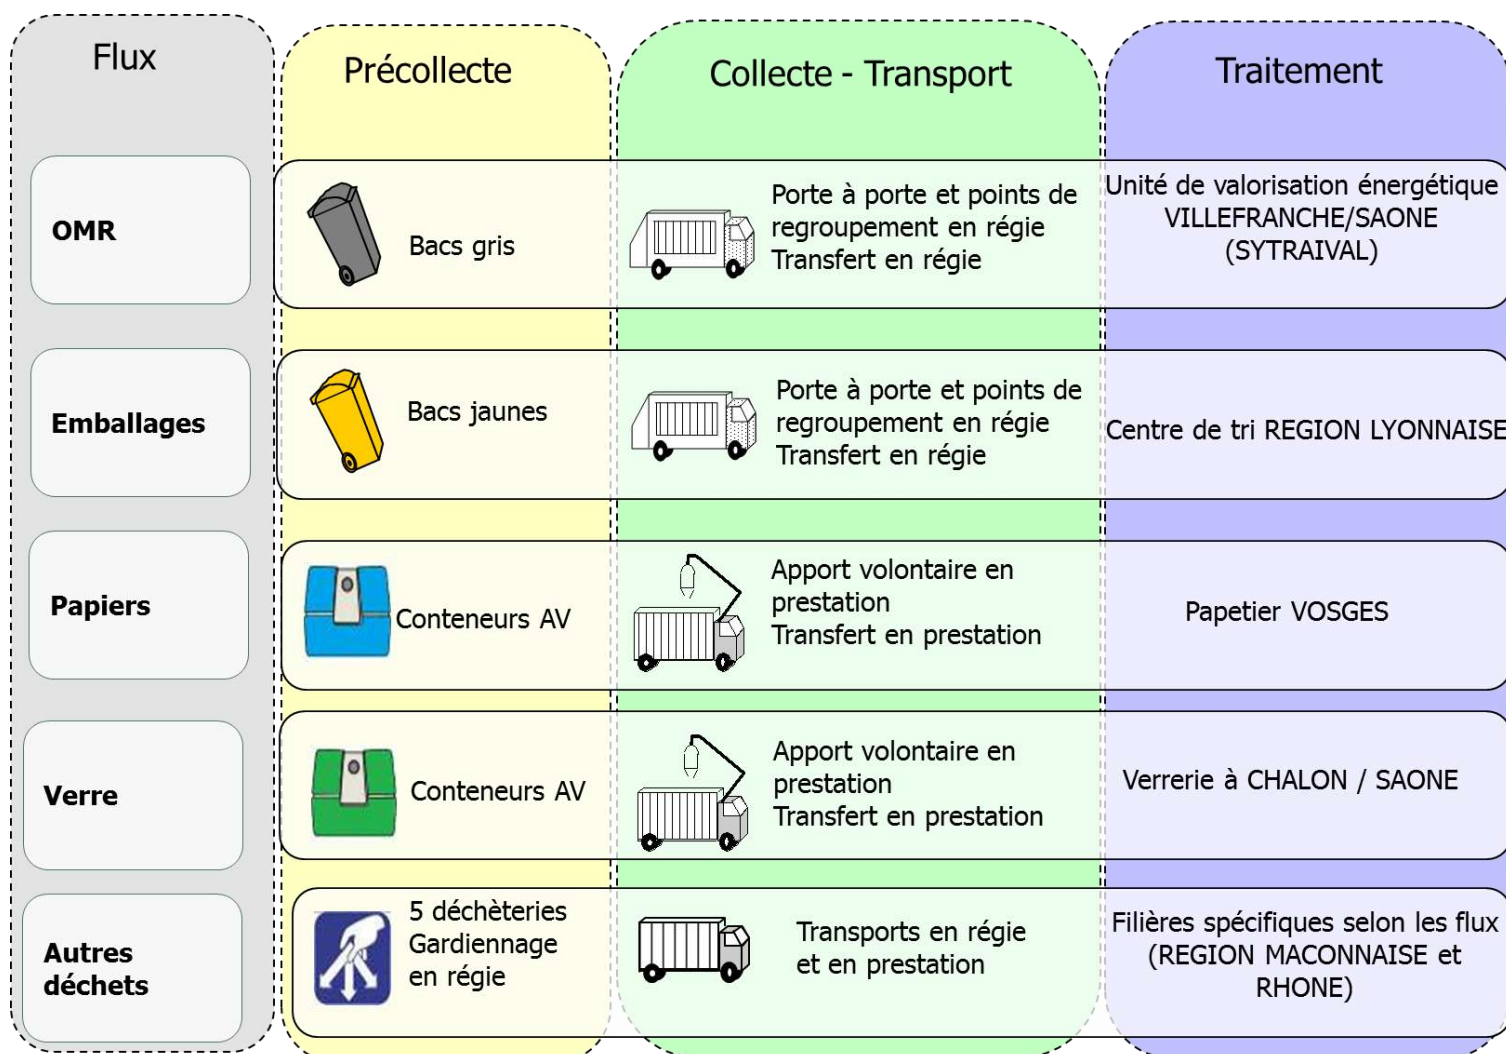 Flux
Précollecte
Collecte - Transport
Traitement
OMR
Bacs gris
Porte à porte et points de
regroupement en régie
Transfert en régie
Unité de valorisation énergétique
VILLEFRANCHE/SAONE
(SYTRAIVAL)
Emballages
Bacs jaunes
Porte à porte et points de
regroupement en régie
Transfert en régie
Centre de tri REGION LYONNAISE
Papiers
Conteneurs AV
Apport volontaire en
prestation
Transfert en prestation
Papetier VOSGES
Verre
Conteneurs AV
Apport volontaire en
prestation
Transfert en prestation
Verrerie à CHALON / SAONE
Autres
déchets
5 déchèteries
Gardiennage
en régie
Transports en régie
et en prestation
Filières spécifiques selon les flux
(REGION MACONNAISE et
RHONE)